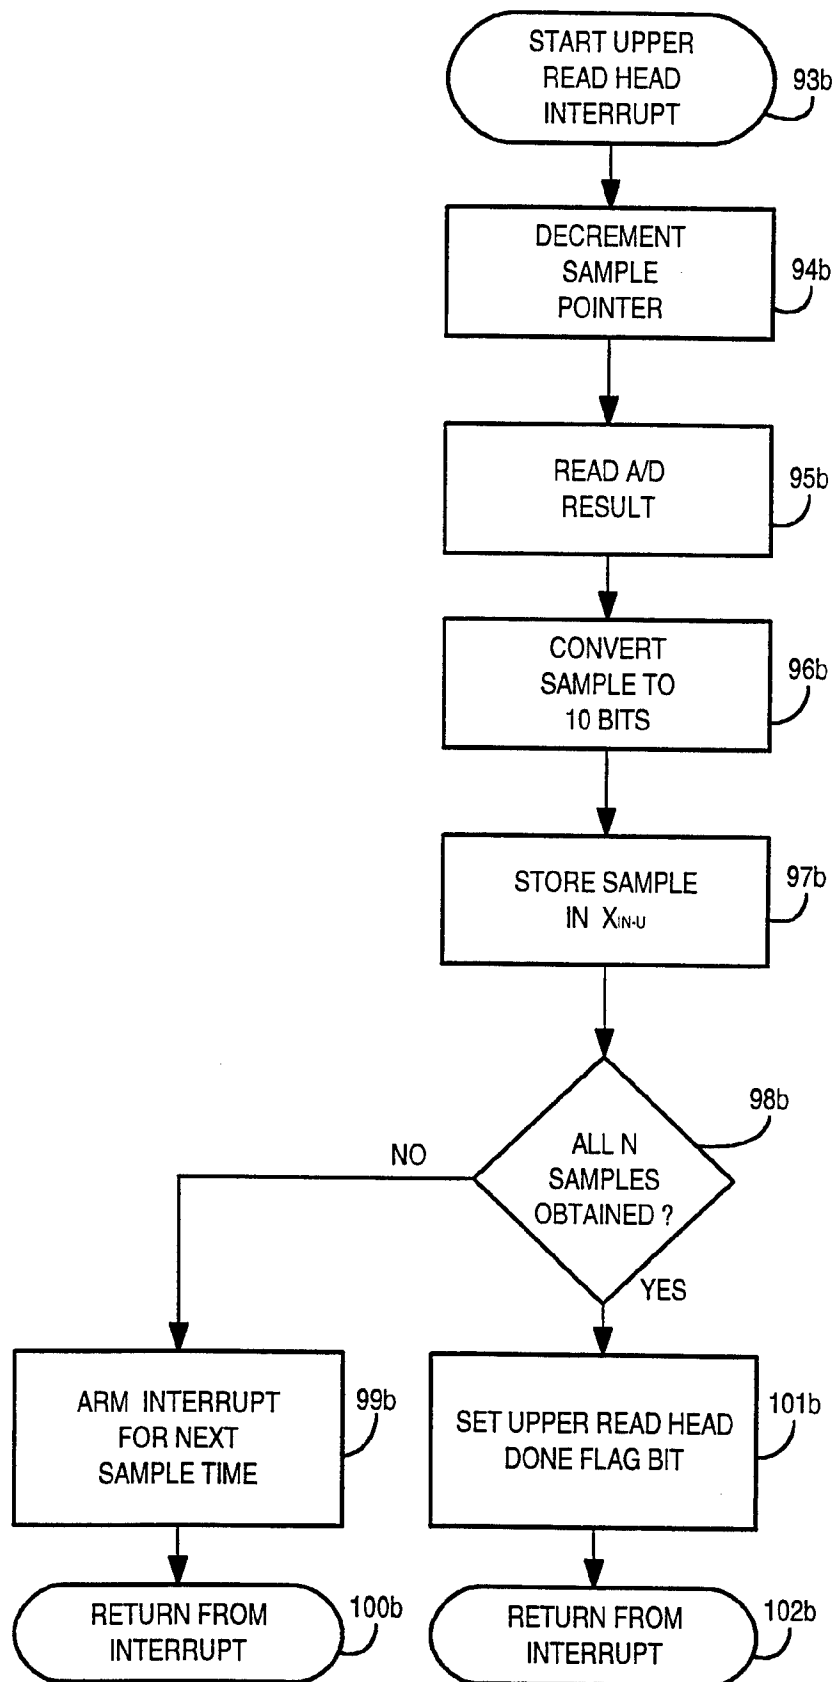 START UPPER
READ HEAD
INTERRUPT
93b
DECREMENT
SAMPLE
POINTER
94b
READ A/D
RESULT
95b
CONVERT
SAMPLE TO
10 BITS
96b
STORE SAMPLE
IN XIN-U
97b
ALL N
SAMPLES
OBTAINED ?
98b
NO
YES
ARM INTERRUPT
FOR NEXT
SAMPLE TIME
99b
SET UPPER READ HEAD
DONE FLAG BIT
101b
RETURN FROM
INTERRUPT
100b
RETURN FROM
INTERRUPT
102b